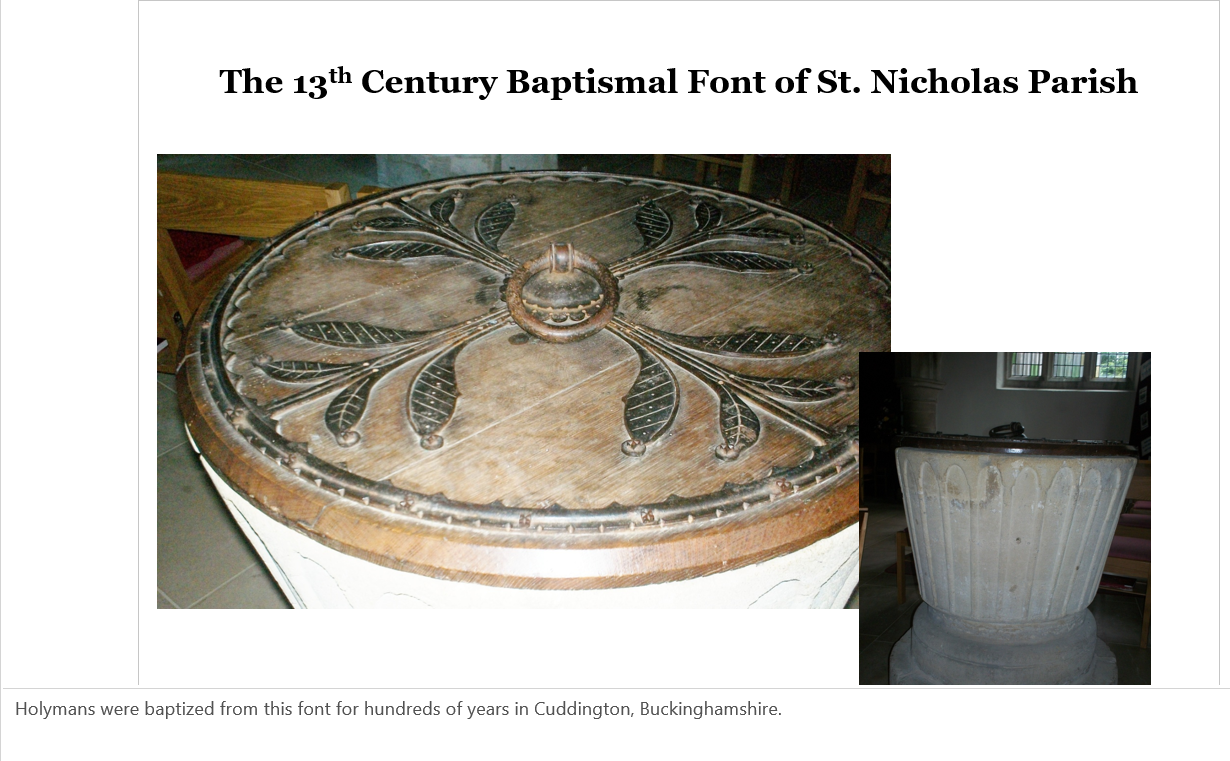 The 13th Century Baptismal Font of St. Nicholas Parish
Holymans were baptized from this font for hundreds of years in Cuddington, Buckinghamshire.